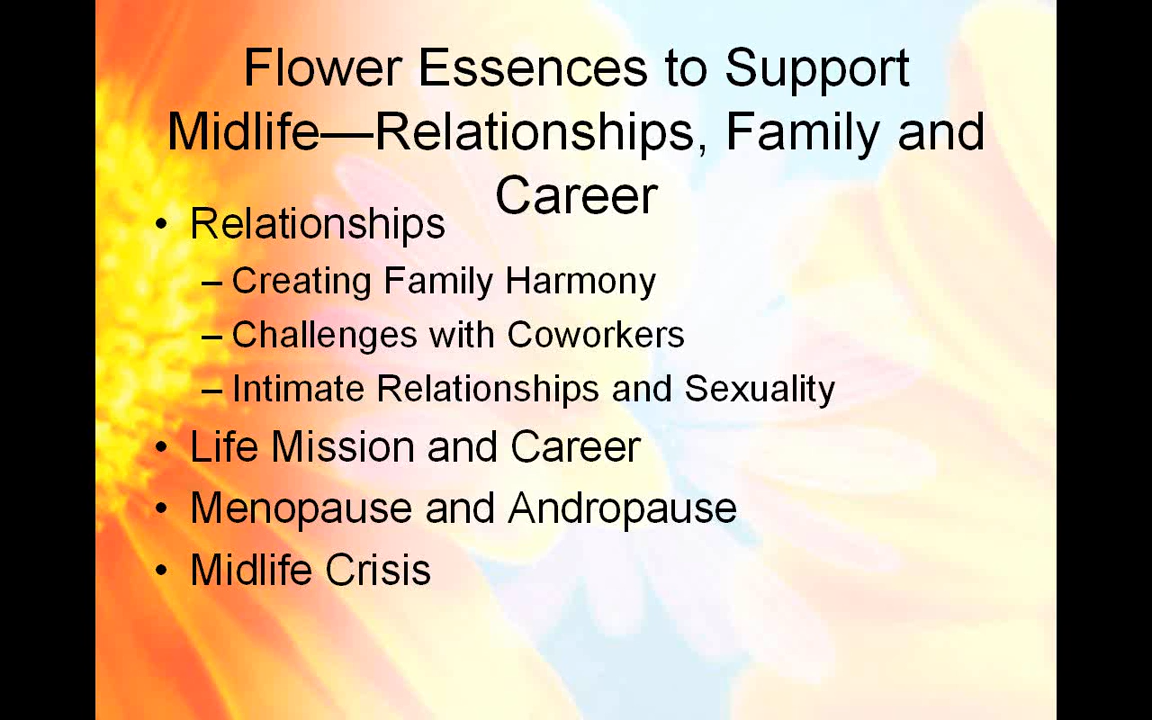 Flower Essences to Support
Midlife—Relationships, Family and
Career
• Relationships
– Creating Family Harmony
– Challenges with Coworkers
– Intimate Relationships and Sexuality
• Life Mission and Career
• Menopause and Andropause
• Midlife Crisis